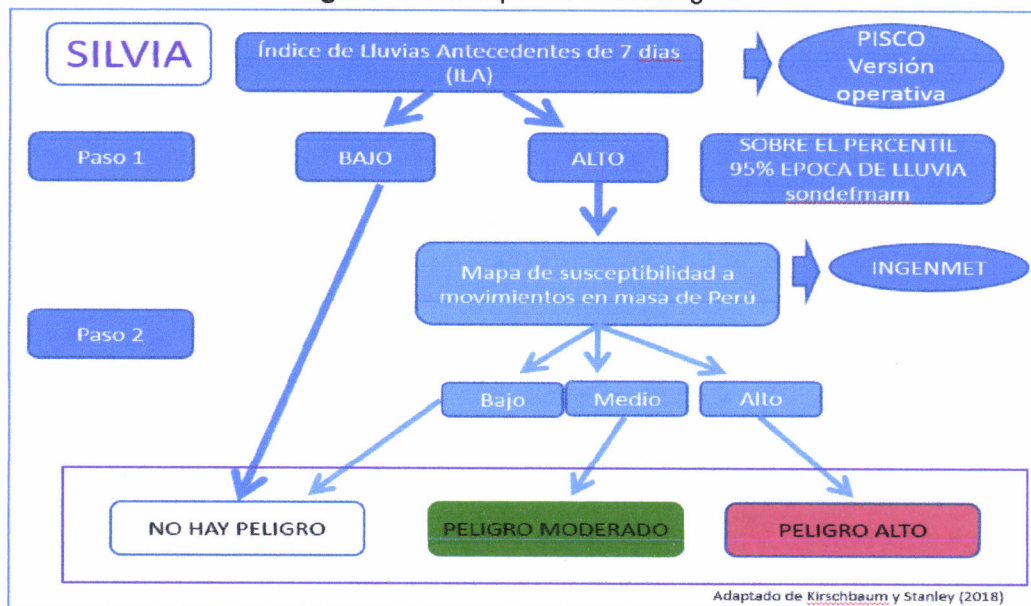 SILVIA
Índice de Lluvias Antecedentes de 7 dias
(ILA)
PISCO
Versión
operativa
Paso 1
BAJO
ALTO
SOBRE EL PERCENTIL
95% EPOCA DE LLUVIA
sondefmam
Mapa de susceptibilidad a
movimientos en masa de Perú
INGENMET
Paso 2
Bajo
Medio
Alto
NO HAY PELIGRO
PELIGRO MODERADO
PELIGRO ALTO
Adaptado de Kirschbaum y Stanley (2018)